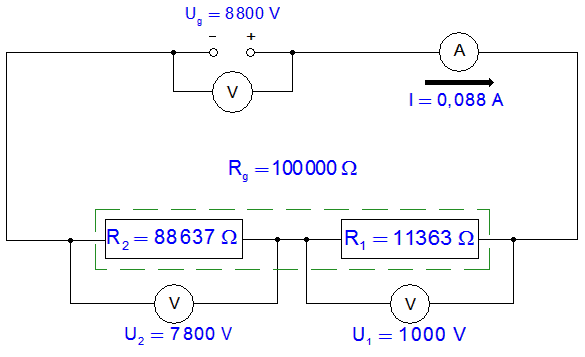 U_g = 8800 V
- +
V
A
I = 0,088 A
R_g = 100000 Ω
R_2 = 88637 Ω
R_1 = 11363 Ω
V
V
U_2 = 7800 V
U_1 = 1000 V